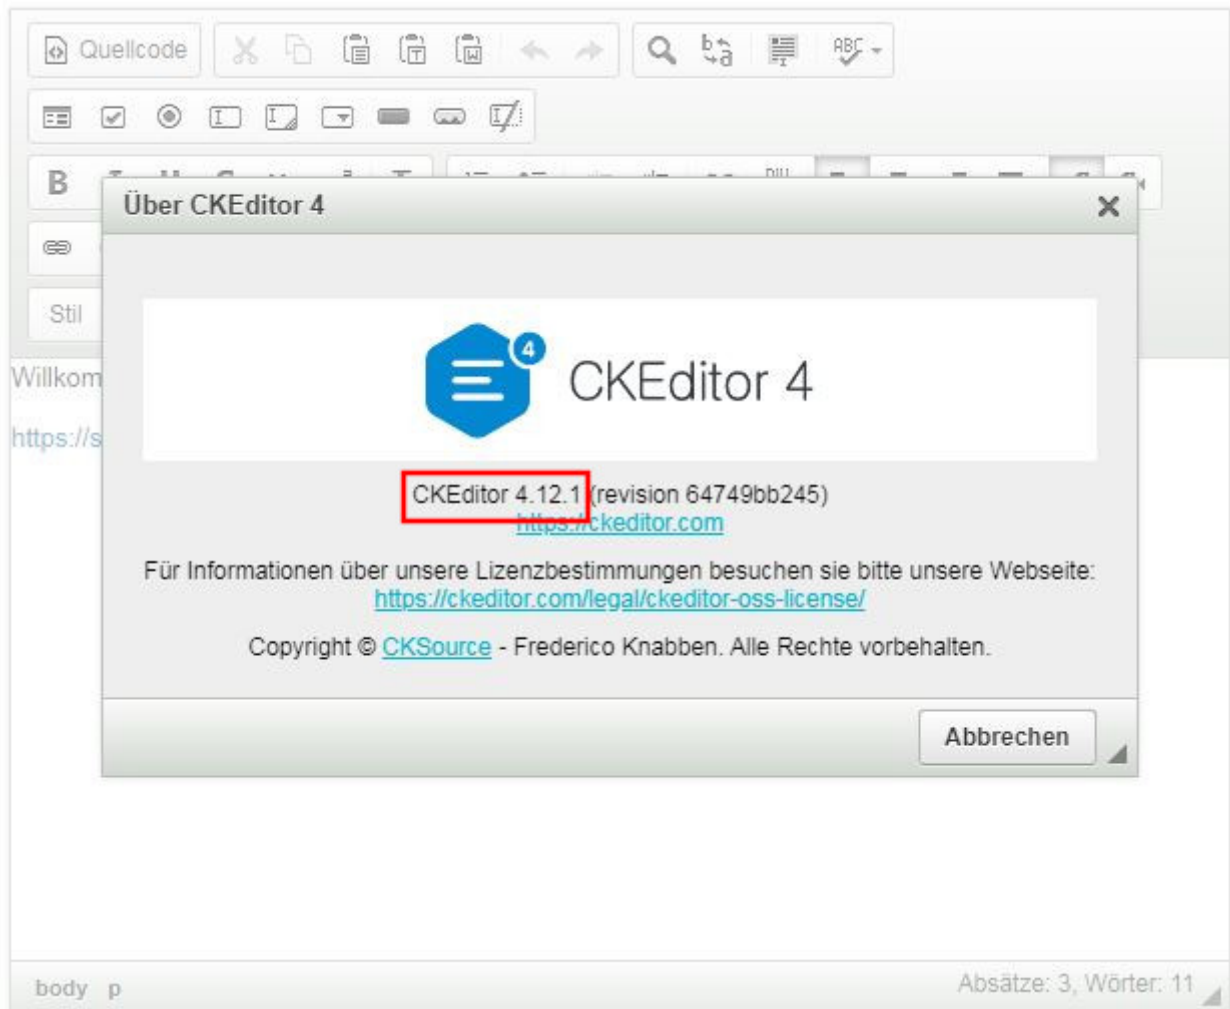 Quellcode
ABC
B
Über CKEditor 4
Stil
4
CKEditor 4
Willkom
https://s
CKEditor 4.12.1 (revision 64749bb245)
https://ckeditor.com
Für Informationen über unsere Lizenzbestimmungen besuchen sie bitte unsere Webseite:
https://ckeditor.com/legal/ckeditor-oss-license/
Copyright © CKSource - Frederico Knabben. Alle Rechte vorbehalten.
Abbrechen
body p
Absätze: 3, Wörter: 11